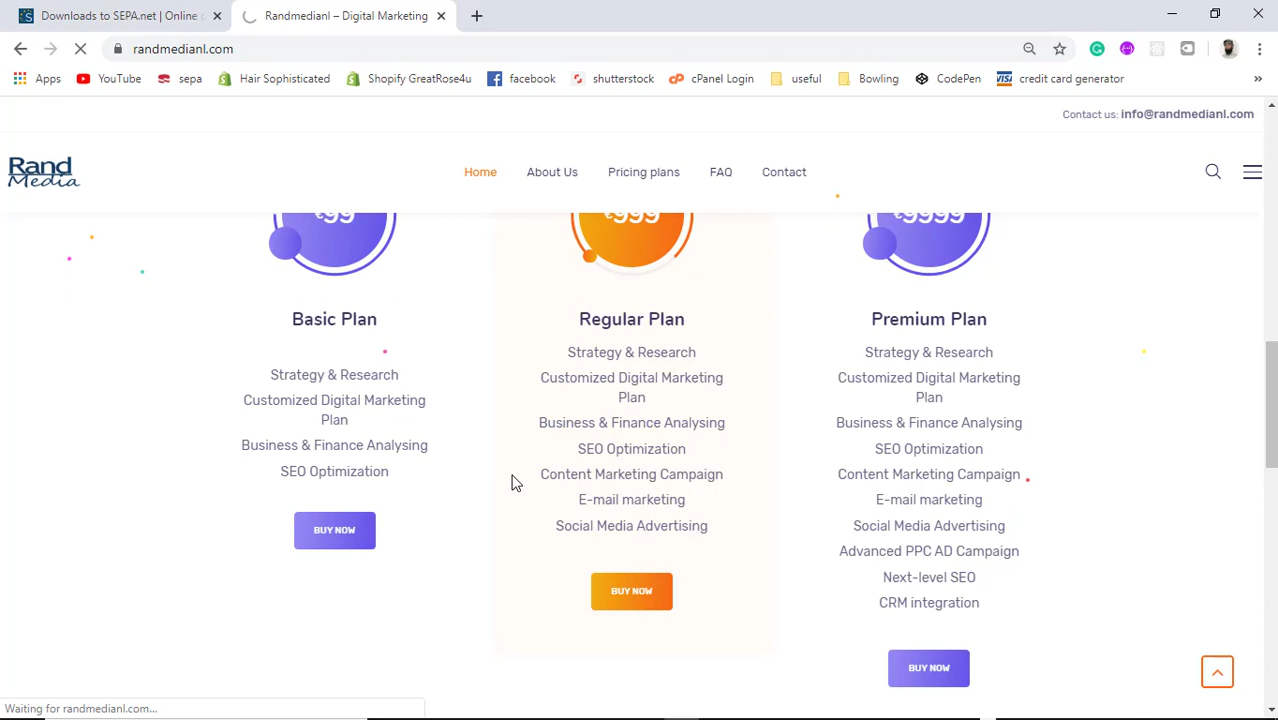 Downloads to SEPA.net | Online
Randmedianl – Digital Marketing
randmedianl.com
Apps
YouTube
sepa
Hair Sophisticated
Shopify GreatRose4u
facebook
shutterstock
cPanel Login
useful
Bowling
CodePen
credit card generator
»
Contact us: info@randmedianl.com
Rand
Media
Home
About Us
Pricing plans
FAQ
Contact
€99
€999
€9999
Basic Plan
Strategy & Research
Customized Digital Marketing
Plan
Business & Finance Analysing
SEO Optimization
BUY NOW
Regular Plan
Strategy & Research
Customized Digital Marketing
Plan
Business & Finance Analysing
SEO Optimization
Content Marketing Campaign
E-mail marketing
Social Media Advertising
BUY NOW
Premium Plan
Strategy & Research
Customized Digital Marketing
Plan
Business & Finance Analysing
SEO Optimization
Content Marketing Campaign
E-mail marketing
Social Media Advertising
Advanced PPC AD Campaign
Next-level SEO
CRM integration
BUY NOW
Waiting for randmedianl.com...